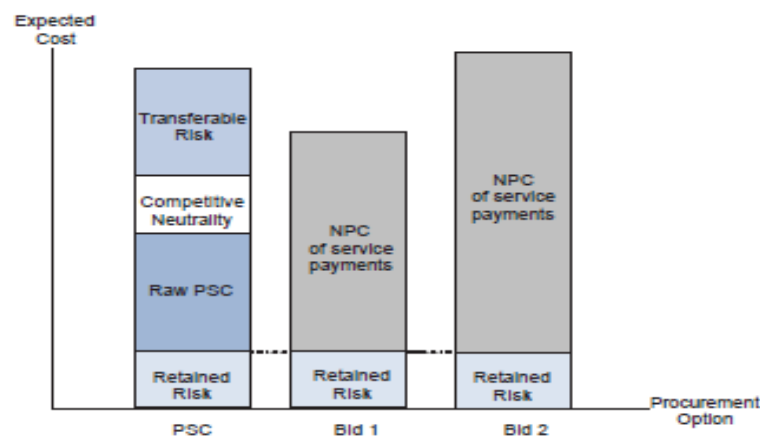 Expected
Cost
Transferable
Risk
Competitive
Neutrality
Raw PSC
Retained
Risk
NPC
of service
payments
Retained
Risk
NPC
of service
payments
Retained
Risk
PSC
Bid 1
Bid 2
Procurement
Option